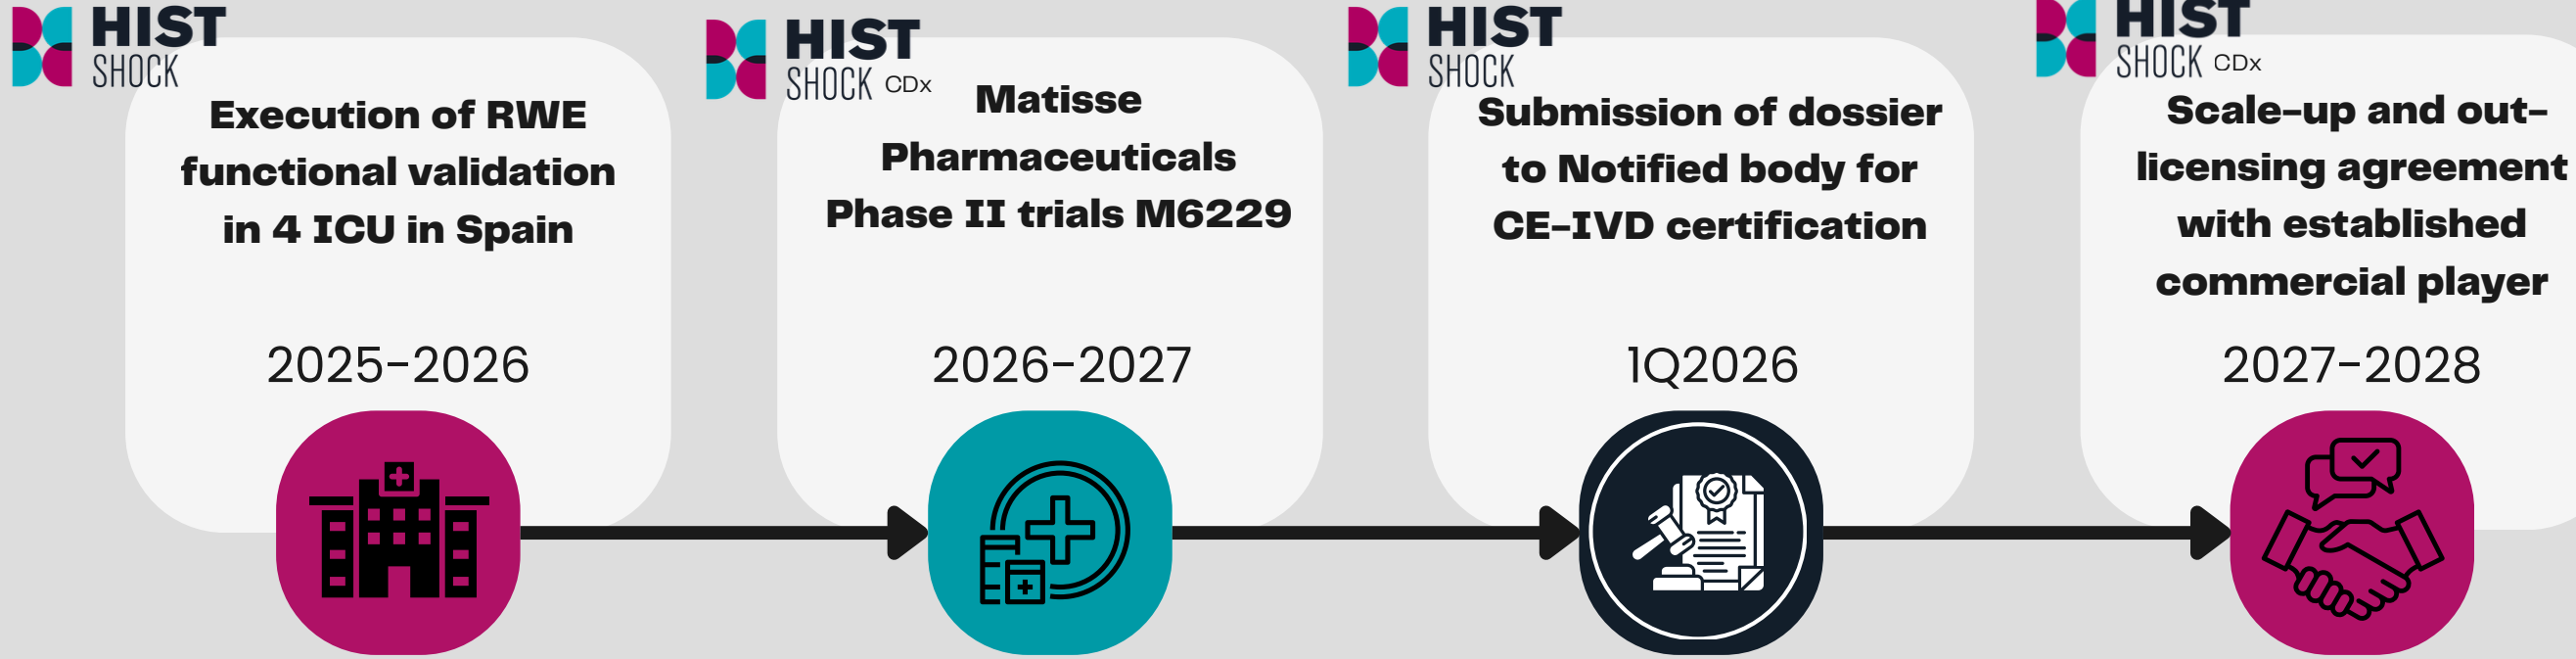 HIST
SHOCK
Execution of RWE
functional validation
in 4 ICU in Spain
2025-2026
HIST
SHOCK CDx
Matisse
Pharmaceuticals
Phase II trials M6229
2026-2027
HIST
SHOCK
Submission of dossier
to Notified body for
CE-IVD certification
1Q2026
HIST
SHOCK CDx
Scale-up and out-
licensing agreement
with established
commercial player
2027-2028